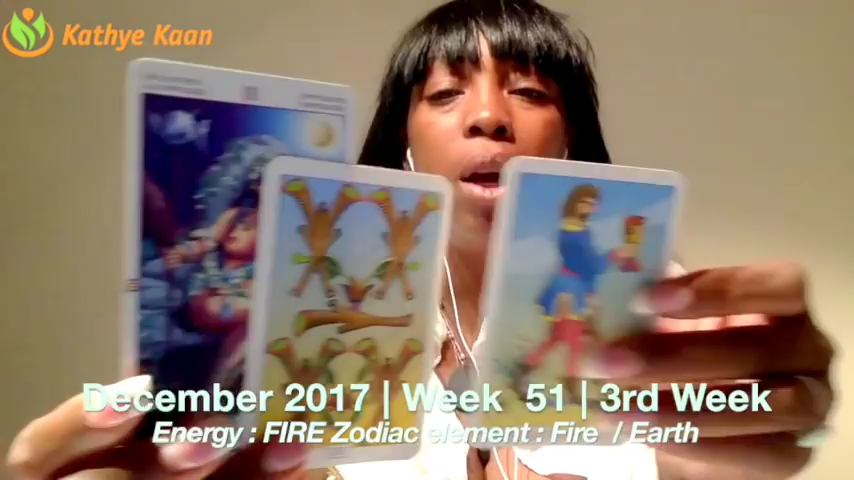 Kathye Kaan
December 2017 | Week 51 | 3rd Week
Energy : FIRE Zodiac element : Fire / Earth